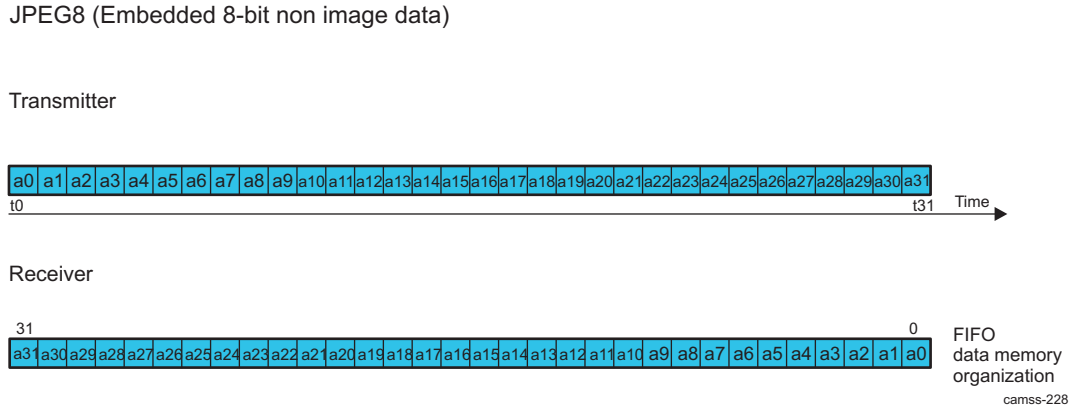 JPEG8 (Embedded 8-bit non image data)
Transmitter
a0 a1 a2 a3 a4 a5 a6 a7 a8 a9 a10 a11 a12 a13 a14 a15 a16 a17 a18 a19 a20 a21 a22 a23 a24 a25 a26 a27 a28 a29 a30 a31
t0 t31 Time
Receiver
31 0
a31 a30 a29 a28 a27 a26 a25 a24 a23 a22 a21 a20 a19 a18 a17 a16 a15 a14 a13 a12 a11 a10 a9 a8 a7 a6 a5 a4 a3 a2 a1 a0
FIFO
data memory
organization
camss-228